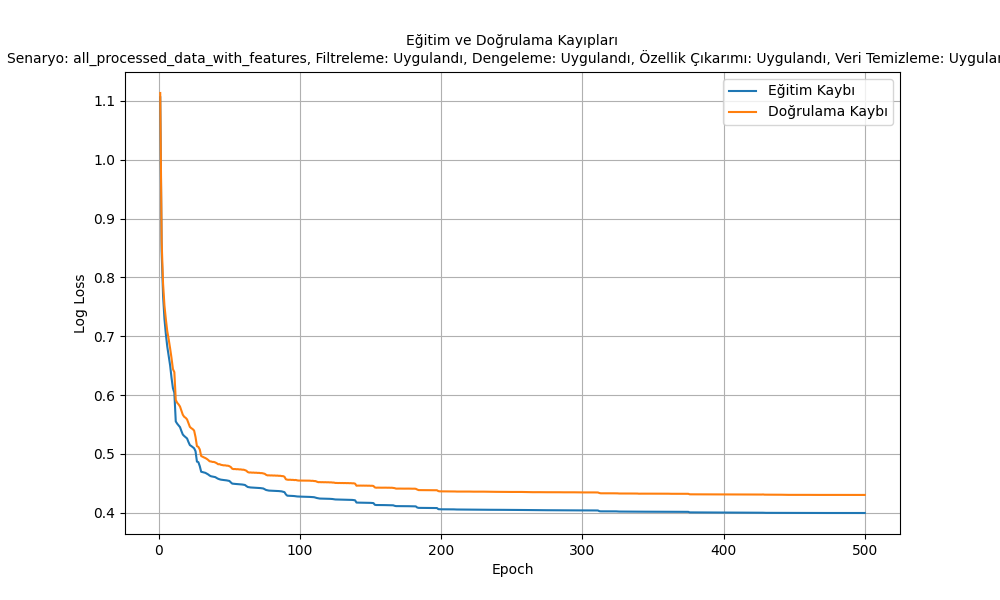 Eğitim ve Doğrulama Kayıpları
Senaryo: all_processed_data_with_features, Filtreleme: Uygulandı, Dengeleme: Uygulandı, Özellik Çıkarımı: Uygulandı, Veri Temizleme: Uygulan
Eğitim Kaybı
Doğrulama Kaybı
Log Loss
1.1
1.0
0.9
0.8
0.7
0.6
0.5
0.4
0 100 200 300 400 500
Epoch